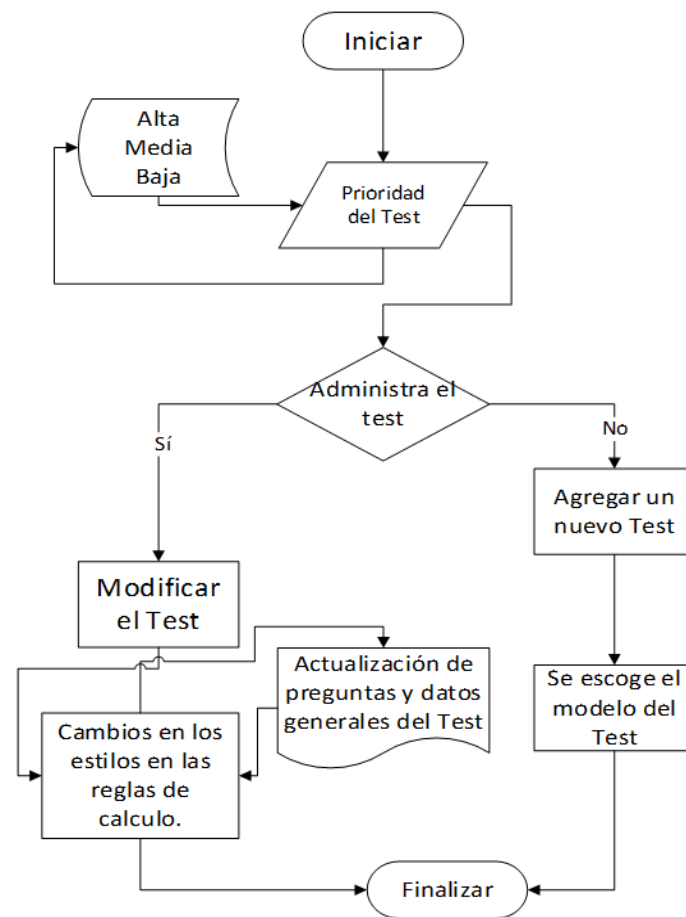 Iniciar
Alta
Media
Baja
Prioridad
del Test
Administra el
test
Sí
No
Agregar un
nuevo Test
Modificar
el Test
Actualización de
preguntas y datos
generales del Test
Se escoge el
modelo del
Test
Cambios en los
estilos en las
reglas de
calculo.
Finalizar